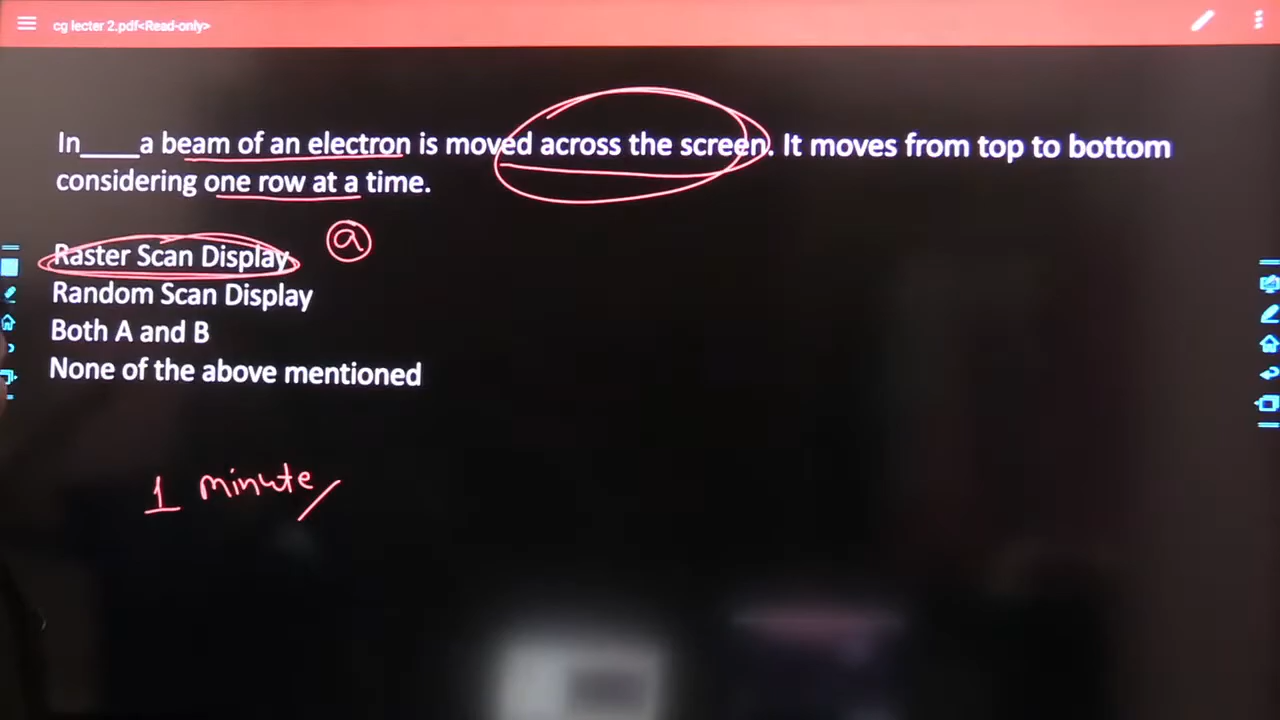 cg lecter 2.pdf<Read-only>
In____a beam of an electron is moved across the screen. It moves from top to bottom
considering one row at a time.
Raster Scan Display
a
Random Scan Display
Both A and B
None of the above mentioned
1 minute